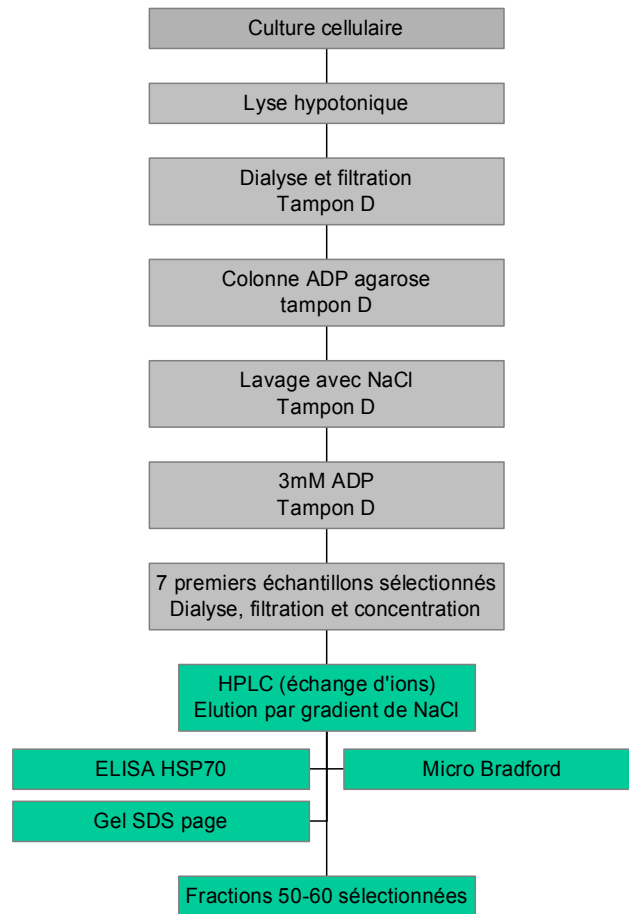 Culture cellulaire
Lyse hypotonique
Dialyse et filtration
Tampon D
Colonne ADP agarose
tampon D
Lavage avec NaCl
Tampon D
3mM ADP
Tampon D
7 premiers échantillons sélectionnés
Dialyse, filtration et concentration
HPLC (échange d'ions)
Elution par gradient de NaCl
ELISA HSP70
Micro Bradford
Gel SDS page
Fractions 50-60 sélectionnées